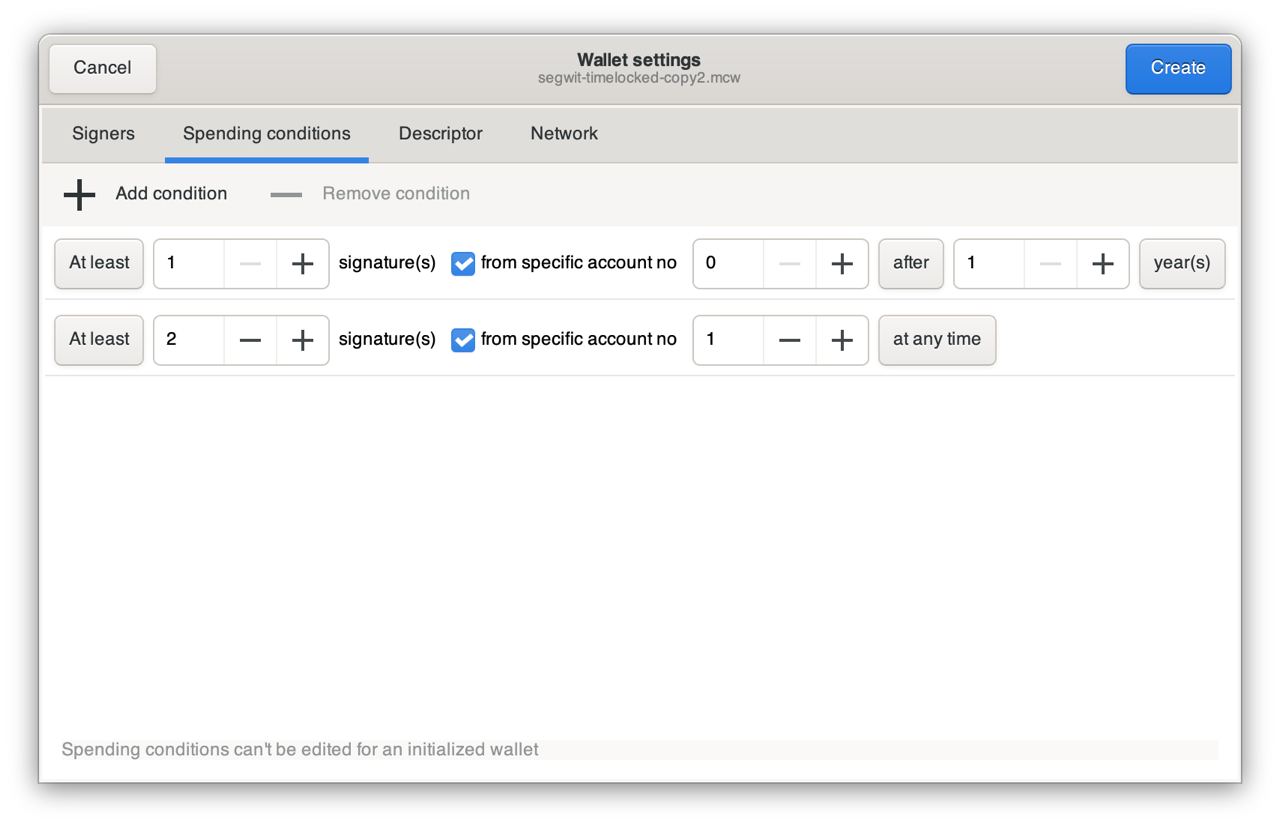 Cancel
Wallet settings
segwit-timelocked-copy2.mcw
Create
Signers Spending conditions Descriptor Network
Add condition Remove condition
At least 1 signature(s) from specific account no 0 after 1 year(s)
At least 2 signature(s) from specific account no 1 at any time
Spending conditions can't be edited for an initialized wallet